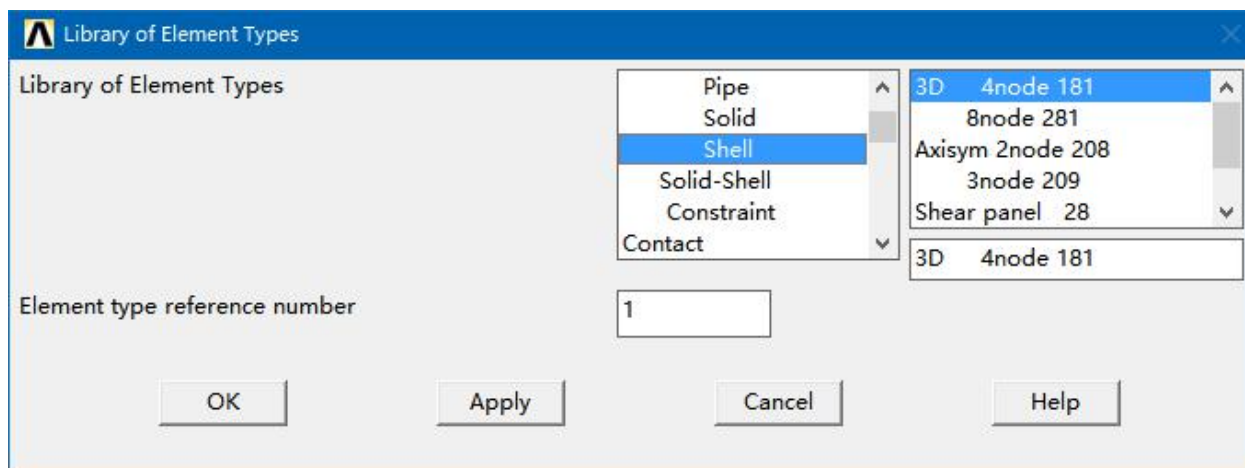 Library of Element Types
Library of Element Types
Pipe
Solid
Shell
Solid-Shell
Constraint
Contact
3D 4node 181
8node 281
Axisym 2node 208
3node 209
Shear panel 28
3D 4node 181
Element type reference number
1
OK Apply Cancel Help